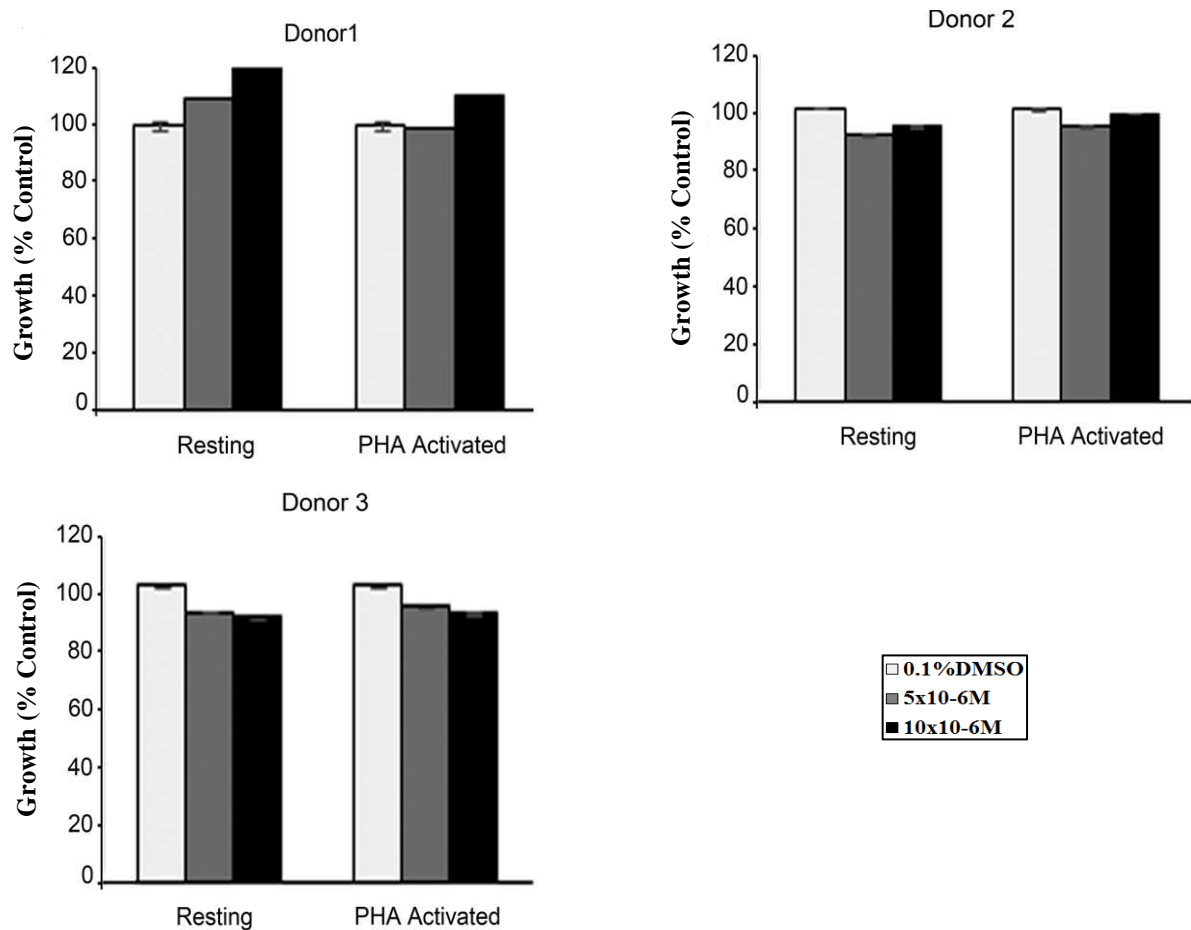 Donor1
Growth (% Control)
120
100
80
60
40
20
0
Resting PHA Activated
Donor 2
Growth (% Control)
120
100
80
60
40
20
0
Resting PHA Activated
Donor 3
Growth (% Control)
120
100
80
60
40
20
0
Resting PHA Activated
0.1%DMSO
5x10-6M
10x10-6M